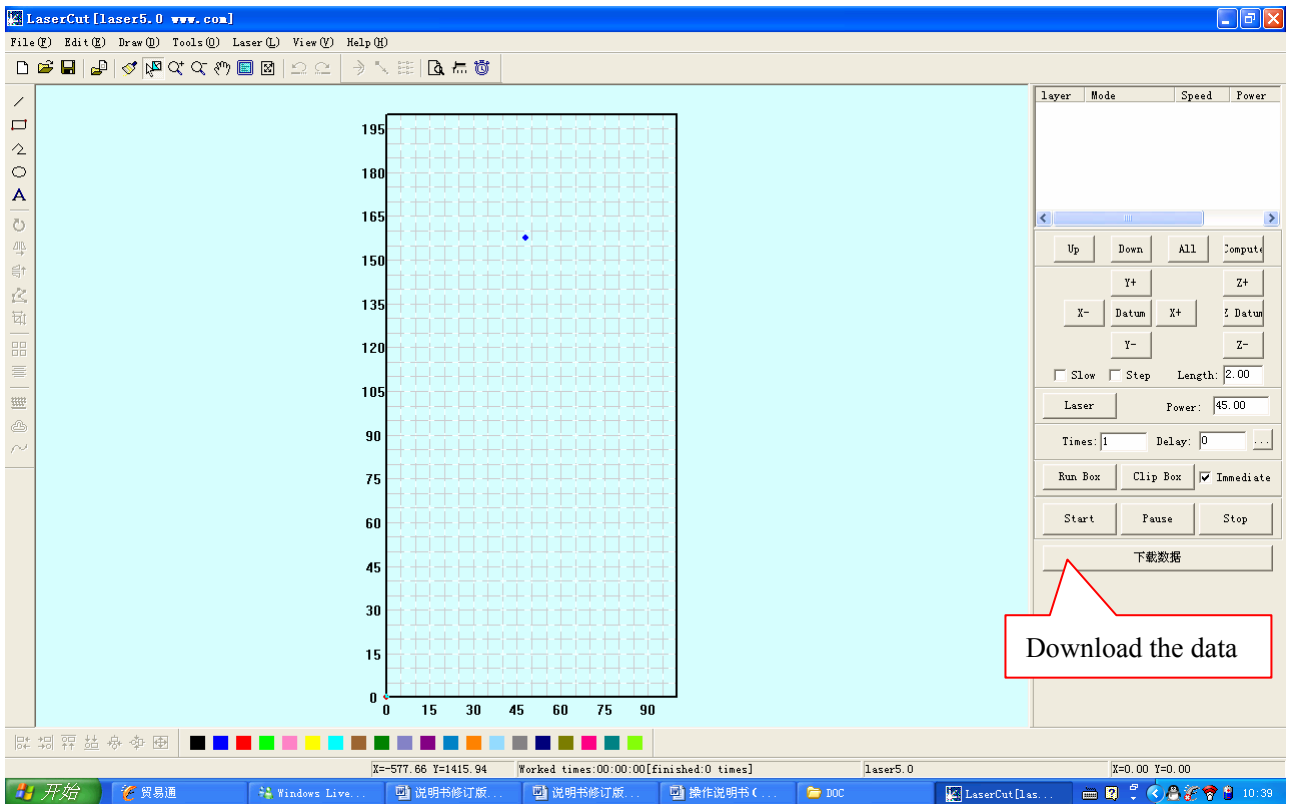 LaserCut[laser5.0 www.com]
File(F) Edit(E) Draw(D) Tools(O) Laser(L) View(V) Help(H)
layer Mode Speed Power
195
180
165
150
135
120
105
90
75
60
45
30
15
0
0 15 30 45 60 75 90
Up Down All Compute
Y+ Z+
X- Datum X+ Z Datum
Y- Z-
Slow Step Length: 2.00
Laser Power: 45.00
Times: 1 Delay: 0 ...
Run Box Clip Box Immediate
Start Pause Stop
下载数据
Download the data
X=-577.66 Y=1415.94 Worked times:00:00:00[finished:0 times] laser5.0 X=0.00 Y=0.00
开始 贸易通 Windows Live... 说明书修订版... 说明书修订版... 操作说明书(... DOC LaserCut[las... 10:39